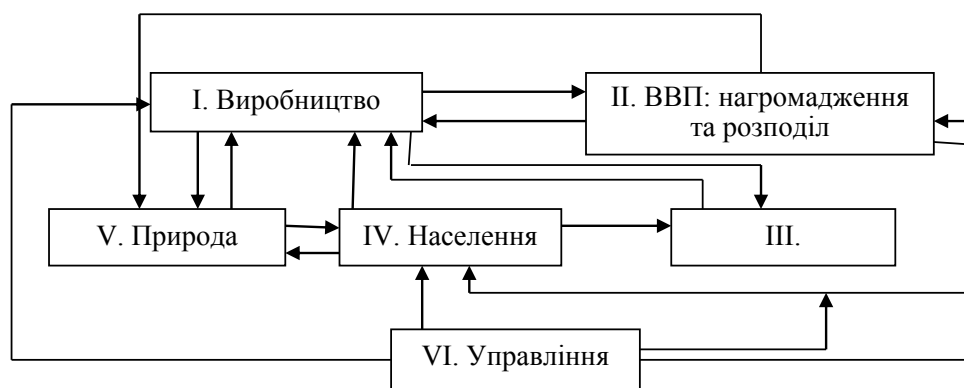 I. Виробництво
II. ВВП: нагромадження
та розподіл
V. Природа
IV. Населення
III.
VI. Управління